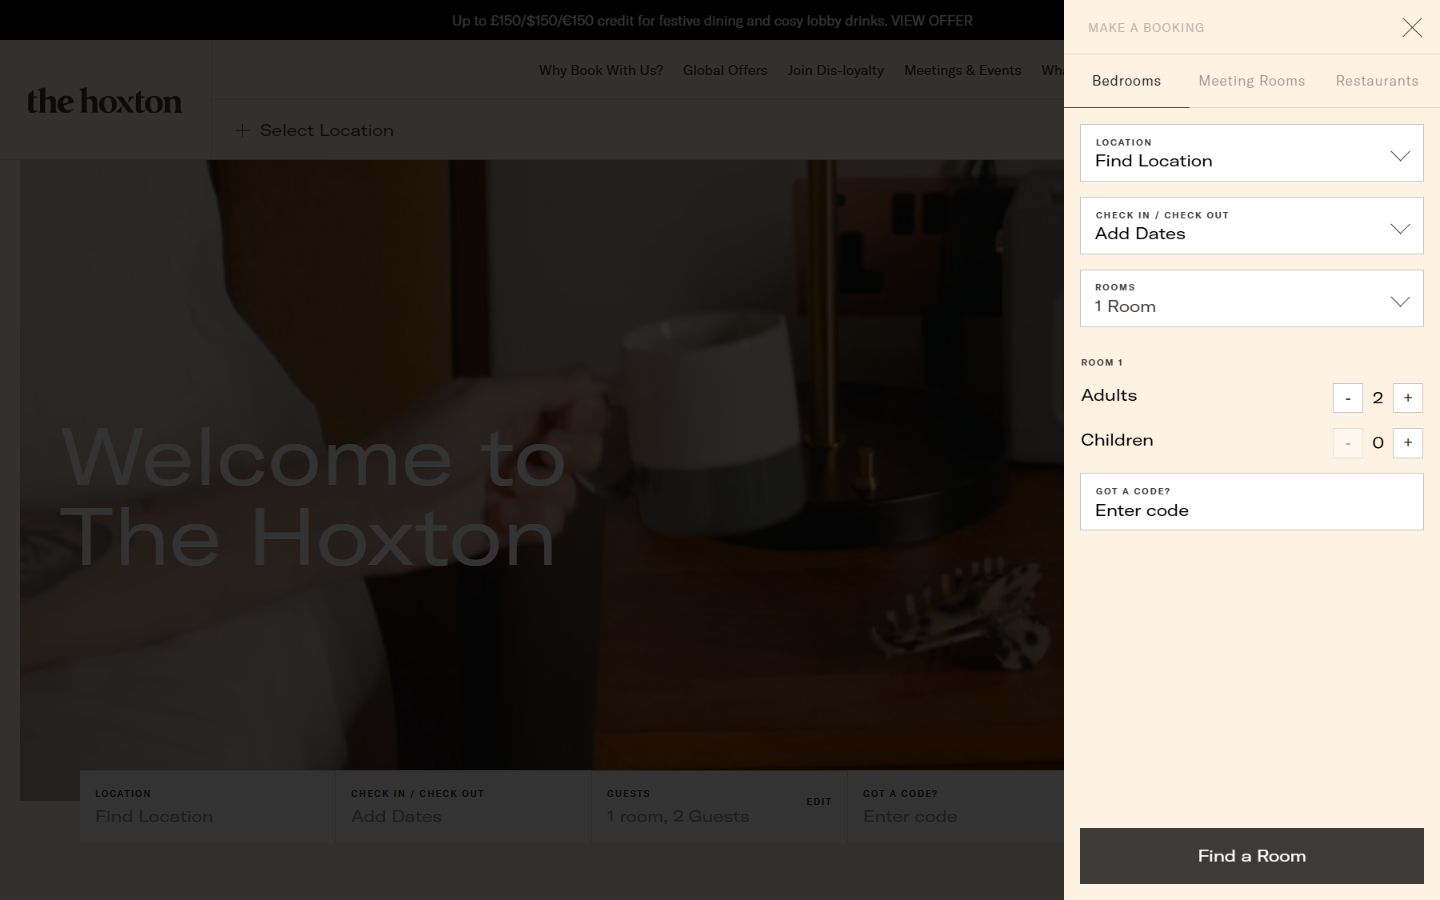 Up to £150/$150/€150 credit for festive dining and cosy lobby drinks. VIEW OFFER
the hoxton
Why Book With Us? Global Offers Join Dis-loyalty Meetings & Events
+ Select Location
Welcome to
The Hoxton
LOCATION
Find Location
CHECK IN / CHECK OUT
Add Dates
GUESTS
1 room, 2 Guests
EDIT
GOT A CODE?
Enter code
MAKE A BOOKING
Bedrooms Meeting Rooms Restaurants
LOCATION
Find Location
CHECK IN / CHECK OUT
Add Dates
ROOMS
1 Room
ROOM 1
Adults - 2 +
Children - 0 +
GOT A CODE?
Enter code
Find a Room